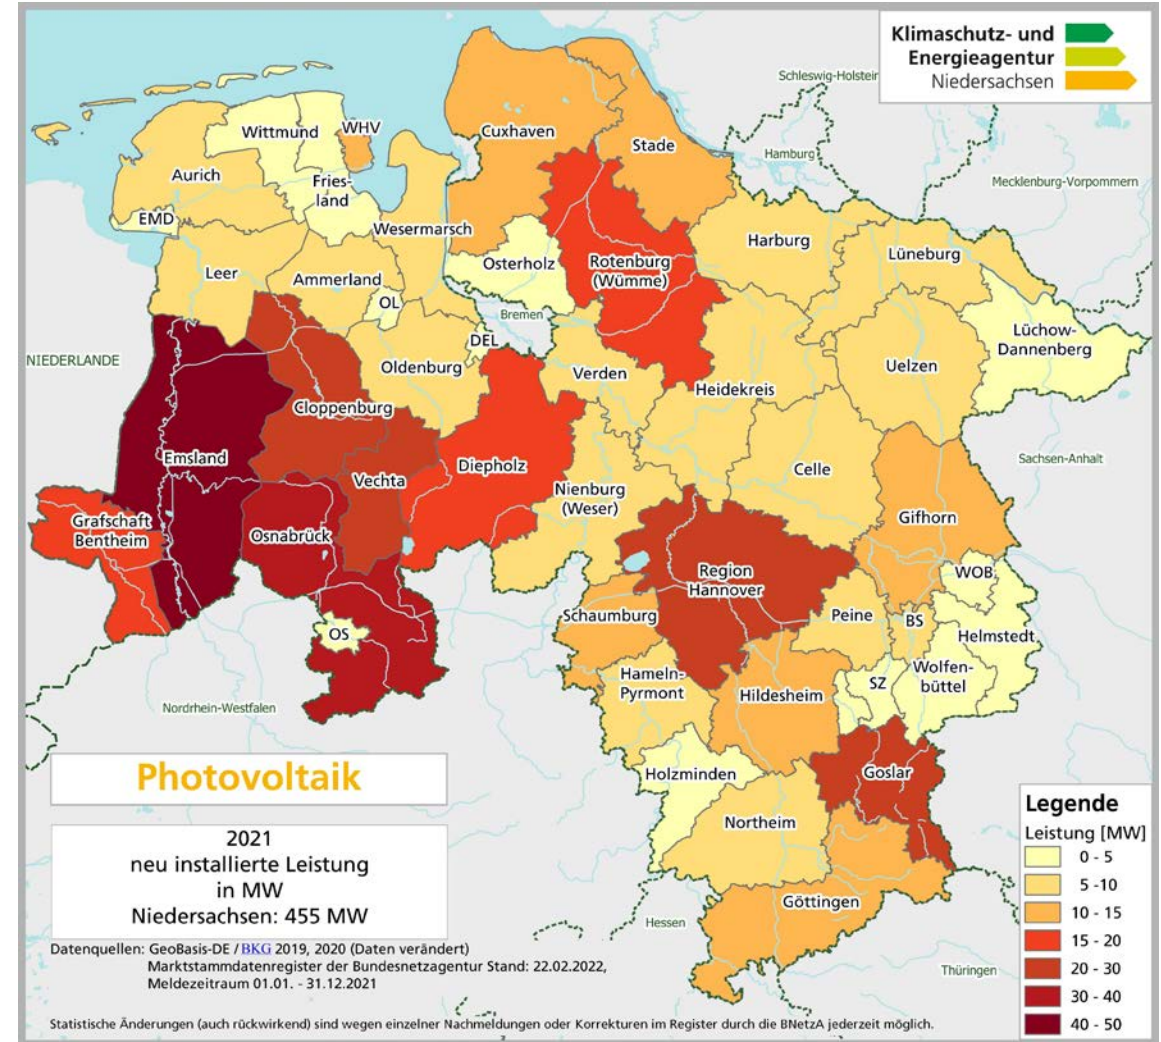 Klimaschutz- und
Energieagentur
Niedersachsen
Schleswig-Holstein
Hamburg
Mecklenburg-Vorpommern
Wittmund
WHV
Cuxhaven
Stade
Aurich
Fries-
land
EMD
Wesermarsch
Harburg
Lüneburg
Leer
Ammerland
Osterholz
Rotenburg
(Wümme)
OL
Bremen
DEL
Lüchow-
Dannenberg
NIEDERLANDE
Oldenburg
Verden
Heidekreis
Uelzen
Cloppenburg
Emsland
Vechta
Diepholz
Celle
Sachsen-Anhalt
Nienburg
(Weser)
Gifhorn
Grafschaft
Bentheim
Osnabrück
Region
Hannover
WOB
Schaumburg
Peine
BS
Helmstedt
OS
Hameln-
Pyrmont
Hildesheim
SZ
Wolfen-
büttel
Nordrhein-Westfalen
Holzminden
Goslar
Northeim
Göttingen
Hessen
Thüringen
Photovoltaik
2021
neu installierte Leistung
in MW
Niedersachsen: 455 MW
Legende
Leistung [MW]
0 - 5
5 -10
10 - 15
15 - 20
20 - 30
30 - 40
40 - 50
Datenquellen: GeoBasis-DE / BKG 2019, 2020 (Daten verändert)
Marktstammdatenregister der Bundesnetzagentur Stand: 22.02.2022,
Meldezeitraum 01.01. - 31.12.2021
Statistische Änderungen (auch rückwirkend) sind wegen einzelner Nachmeldungen oder Korrekturen im Register durch die BNetzA jederzeit möglich.